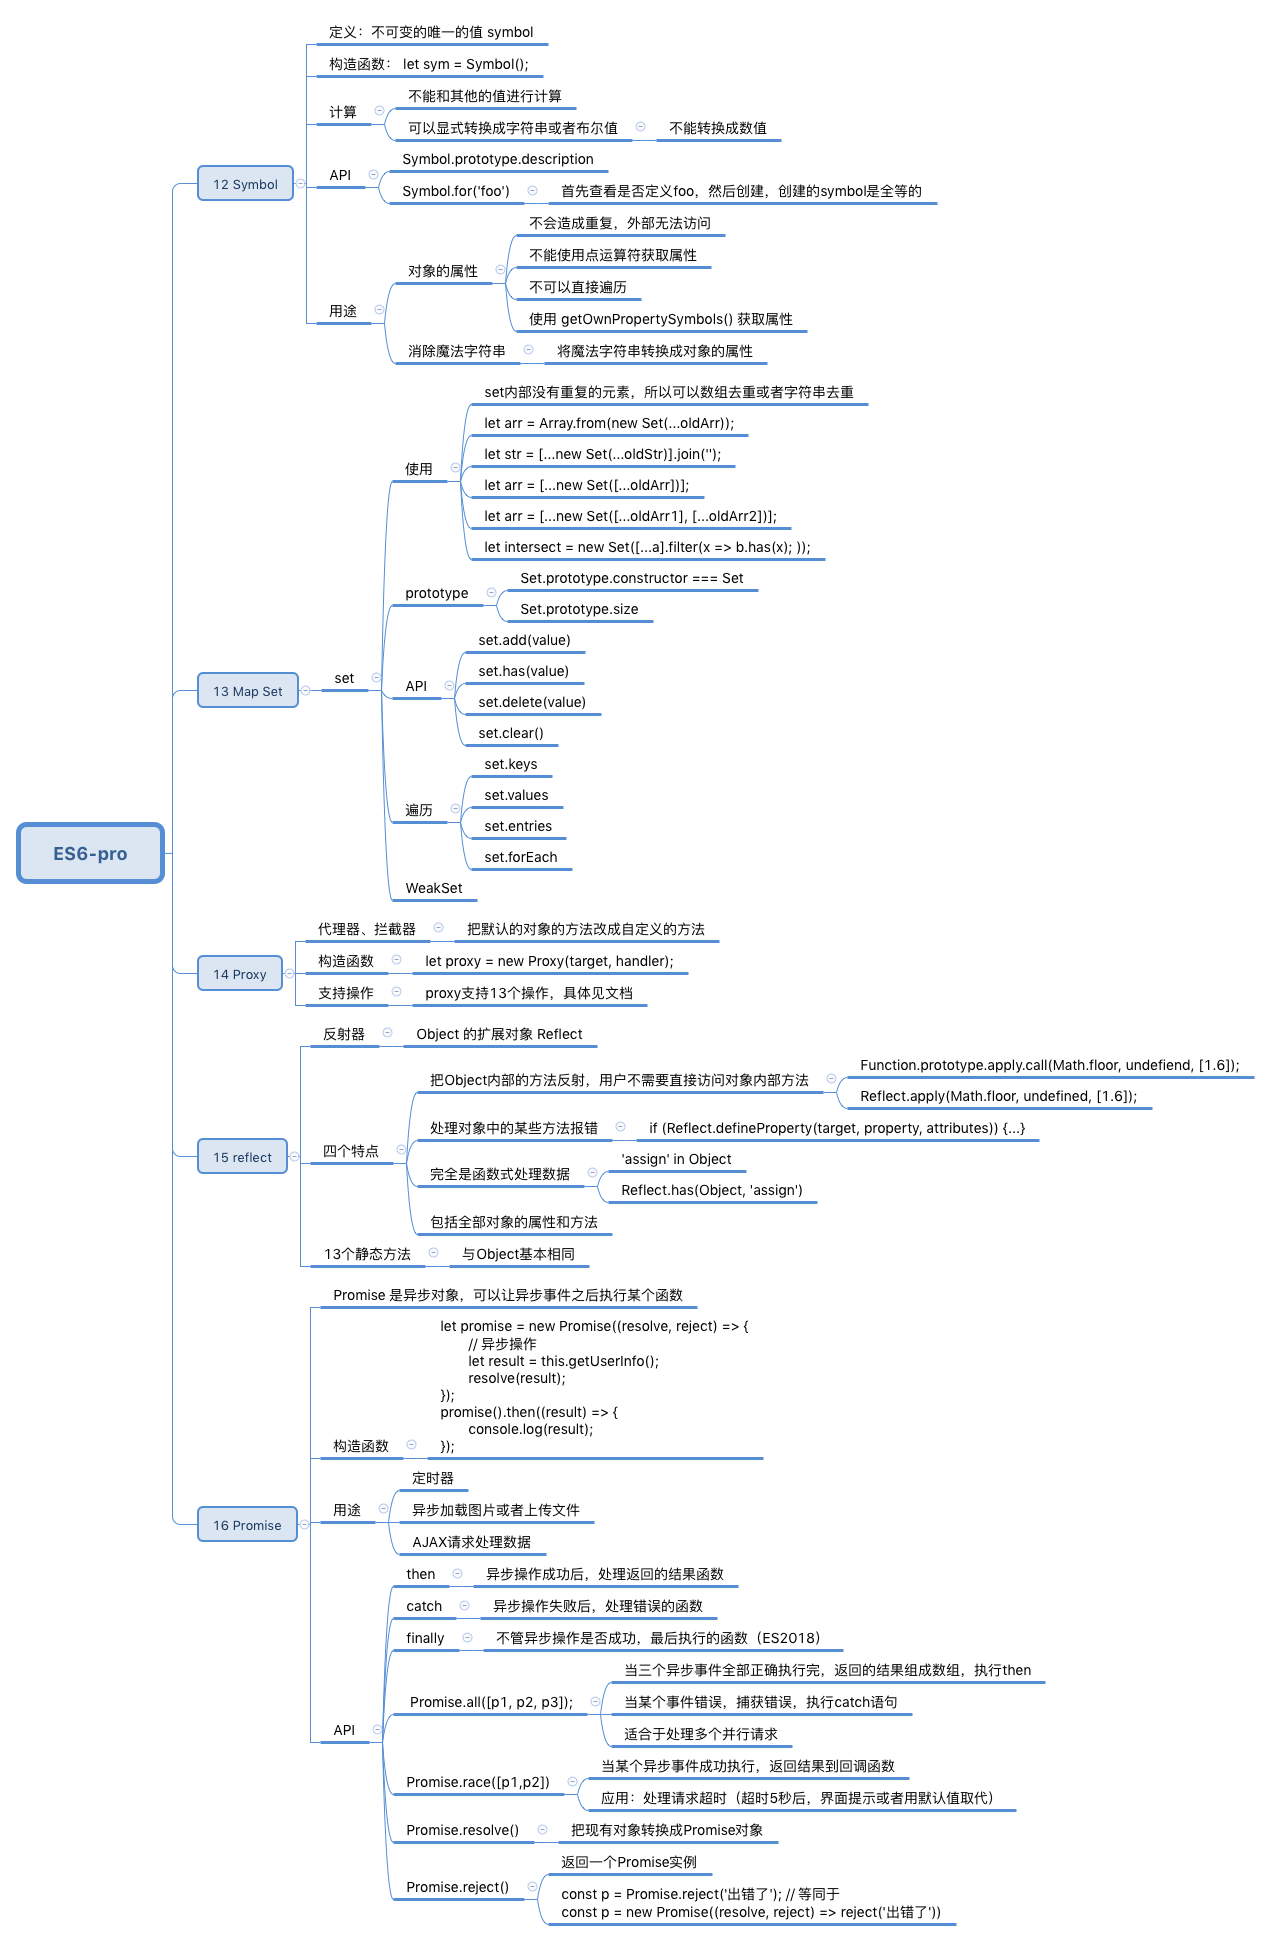 ES6-pro
12 Symbol
定义：不可变的唯一的值 symbol
构造函数： let sym = Symbol();
计算
不能和其他的值进行计算
可以显式转换成字符串或者布尔值
不能转换成数值
API
Symbol.prototype.description
Symbol.for('foo')
首先查看是否定义foo，然后创建，创建的symbol是全等的
用途
对象的属性
不会造成重复，外部无法访问
不能使用点运算符获取属性
不可以直接遍历
使用 getOwnPropertySymbols() 获取属性
消除魔法字符串
将魔法字符串转换成对象的属性
13 Map Set
set
使用
set内部没有重复的元素，所以可以数组去重或者字符串去重
let arr = Array.from(new Set(...oldArr));
let str = [...new Set(...oldStr)].join('');
let arr = [...new Set([...oldArr])];
let arr = [...new Set([...oldArr1], [...oldArr2])];
let intersect = new Set([...a].filter(x => b.has(x); ));
prototype
Set.prototype.constructor === Set
Set.prototype.size
API
set.add(value)
set.has(value)
set.delete(value)
set.clear()
遍历
set.keys
set.values
set.entries
set.forEach
WeakSet
14 Proxy
代理器、拦截器
把默认的对象的方法改成自定义的方法
构造函数
let proxy = new Proxy(target, handler);
支持操作
proxy支持13个操作，具体见文档
15 reflect
反射器
Object 的扩展对象 Reflect
四个特点
把Object内部的方法反射，用户不需要直接访问对象内部方法
Function.prototype.apply.call(Math.floor, undefiend, [1.6]);
Reflect.apply(Math.floor, undefined, [1.6]);
处理对象中的某些方法报错
if (Reflect.defineProperty(target, property, attributes)) {...}
完全是函数式处理数据
'assign' in Object
Reflect.has(Object, 'assign')
包括全部对象的属性和方法
13个静态方法
与Object基本相同
16 Promise
Promise 是异步对象，可以让异步事件之后执行某个函数
构造函数
let promise = new Promise((resolve, reject) => {
// 异步操作
let result = this.getUserInfo();
resolve(result);
});
promise().then((result) => {
console.log(result);
});
用途
定时器
异步加载图片或者上传文件
AJAX请求处理数据
API
then
异步操作成功后，处理返回的结果函数
catch
异步操作失败后，处理错误的函数
finally
不管异步操作是否成功，最后执行的函数（ES2018）
Promise.all([p1, p2, p3]);
当三个异步事件全部正确执行完，返回的结果组成数组，执行then
当某个事件错误，捕获错误，执行catch语句
适合于处理多个并行请求
Promise.race([p1,p2])
当某个异步事件成功执行，返回结果到回调函数
应用：处理请求超时（超时5秒后，界面提示或者用默认值取代）
Promise.resolve()
把现有对象转换成Promise对象
Promise.reject()
返回一个Promise实例
const p = Promise.reject('出错了'); // 等同于
const p = new Promise((resolve, reject) => reject('出错了'))